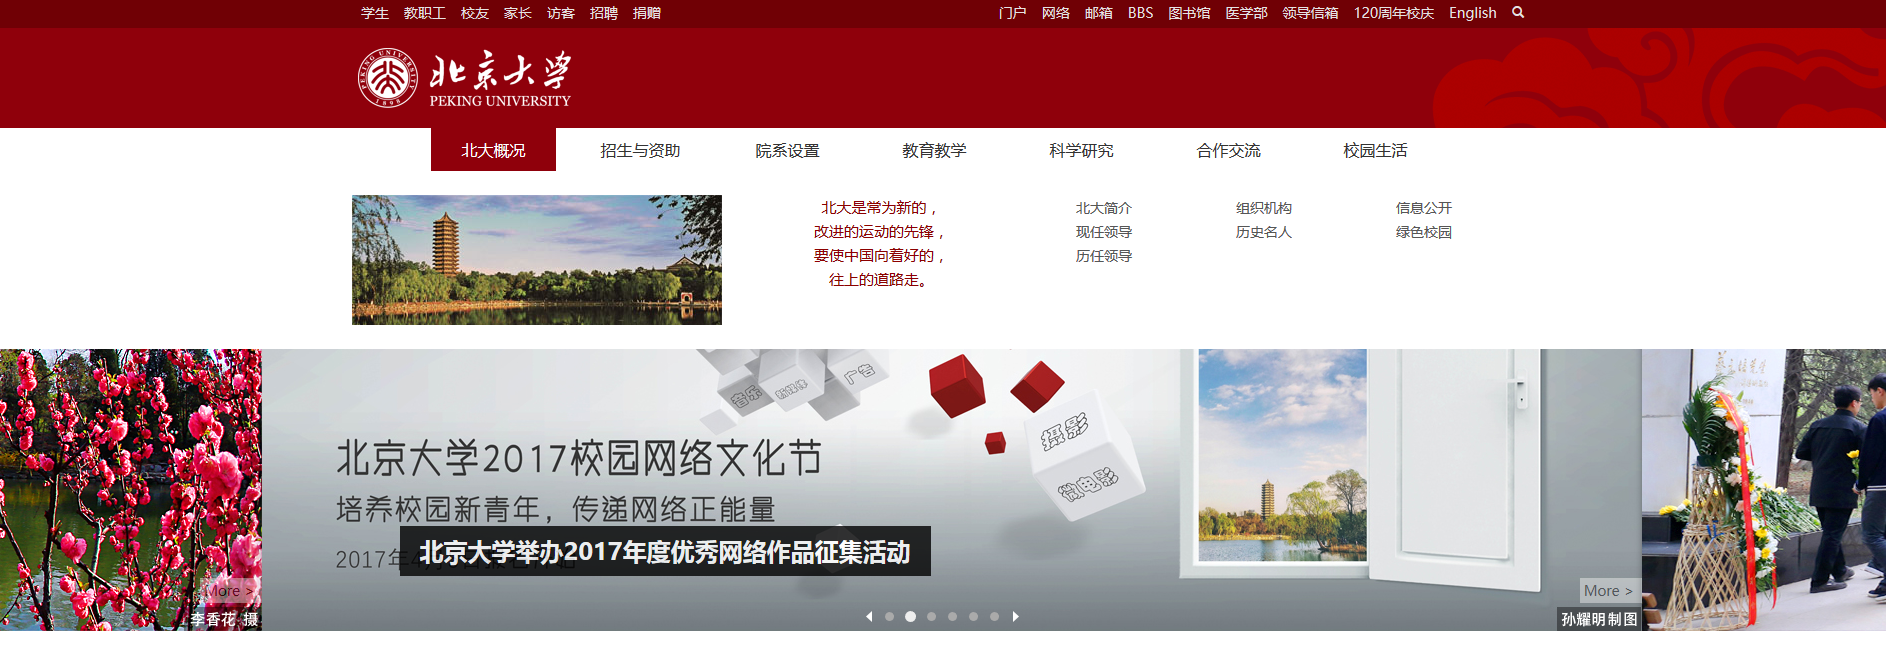 学生 教职工 校友 家长 访客 招聘 捐赠
门户 网络 邮箱 BBS 图书馆 医学部 领导信箱 120周年校庆 English
PEKING UNIVERSITY
1898
北京大学
PEKING UNIVERSITY
北大概况 招生与资助 院系设置 教育教学 科学研究 合作交流 校园生活
北大是常为新的，
改进的运动的先锋，
要使中国向着好的，
往上的道路走。
北大简介 组织机构 信息公开
现任领导 历史名人 绿色校园
历任领导
音乐 新媒体 广告
摄影
微电影
北京大学2017校园网络文化节
培养校园新青年，传递网络正能量
2017年
北京大学举办2017年度优秀网络作品征集活动
More >
李香花 摄
More >
孙耀明制图